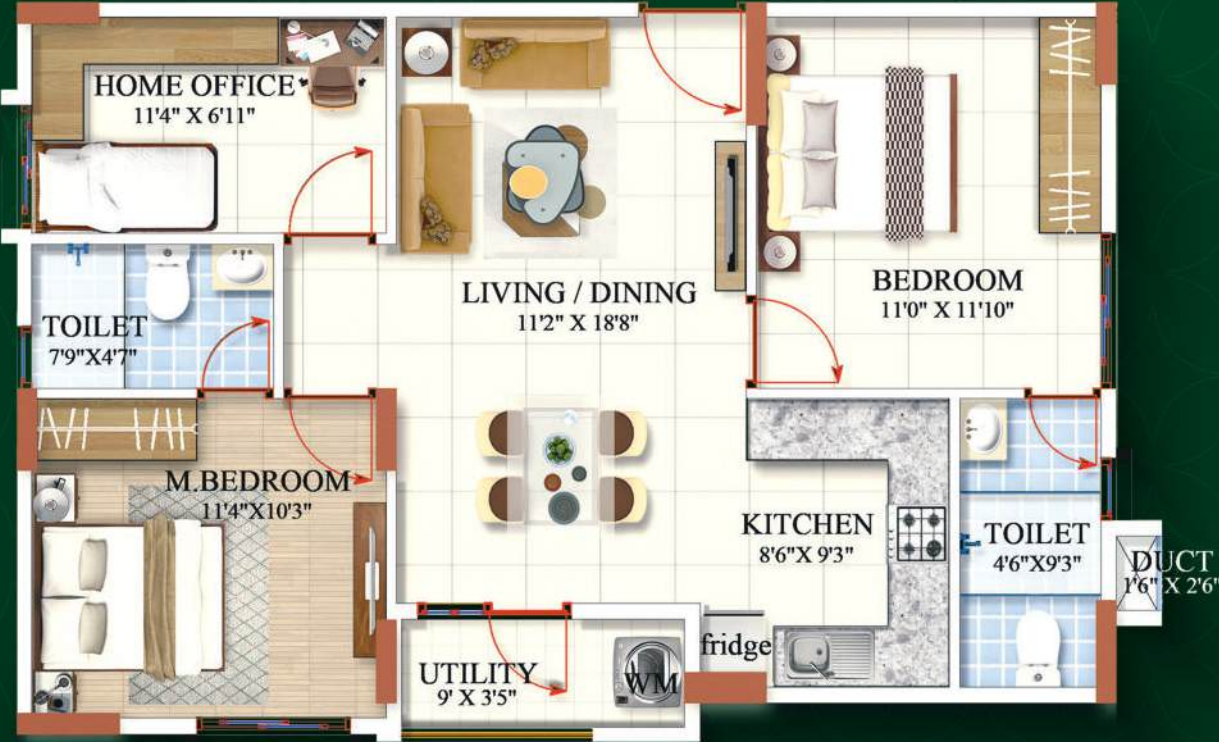 HOME OFFICE
11'4" X 6'11"
LIVING / DINING
11'2" X 18'8"
BEDROOM
11'0" X 11'10"
TOILET
7'9"X4'7"
M.BEDROOM
11'4"X10'3"
KITCHEN
8'6"X 9'3"
TOILET
4'6"X9'3"
DUCT
1'6" X 2'6"
UTILITY
9' X 3'5"
WM
fridge